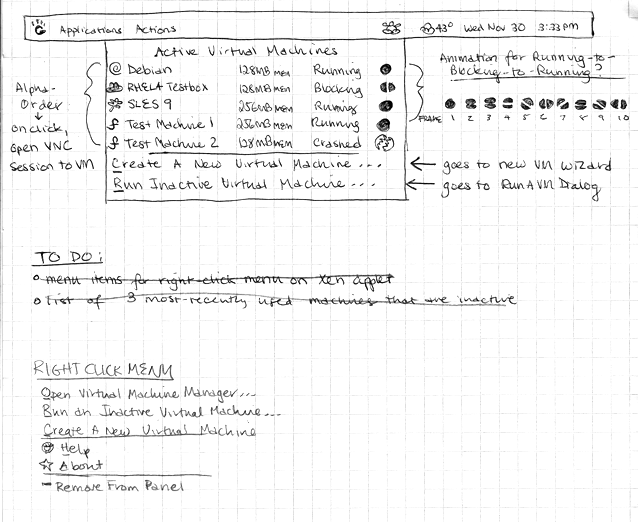 Applications Actions 43° Wed Nov 30 3:33 PM
Active Virtual Machines
Debian 128MB MEM Running
RHEL4 Testbox 128MB MEM Blocking
SLES 9 256MB MEM Running
Test Machine 1 256MB MEM Running
Test Machine 2 128MB MEM Crashed
Create A New Virtual Machine ...
Run Inactive Virtual Machine ...
Alpha-
Order
onclick,
open VNC
Session to VM
Animation for Running-to-
Blocking-to-Running?
FRAME 1 2 3 4 5 6 7 8 9 10
goes to new VM wizard
goes to Run A VM Dialog
TO DO:
menu items for right-click menu on Xen applet
list of 3 most-recently used machines that are inactive
RIGHT CLICK MENU
Open Virtual Machine Manager...
Run an Inactive Virtual Machine...
Create A New Virtual Machine
Help
About
Remove From Panel